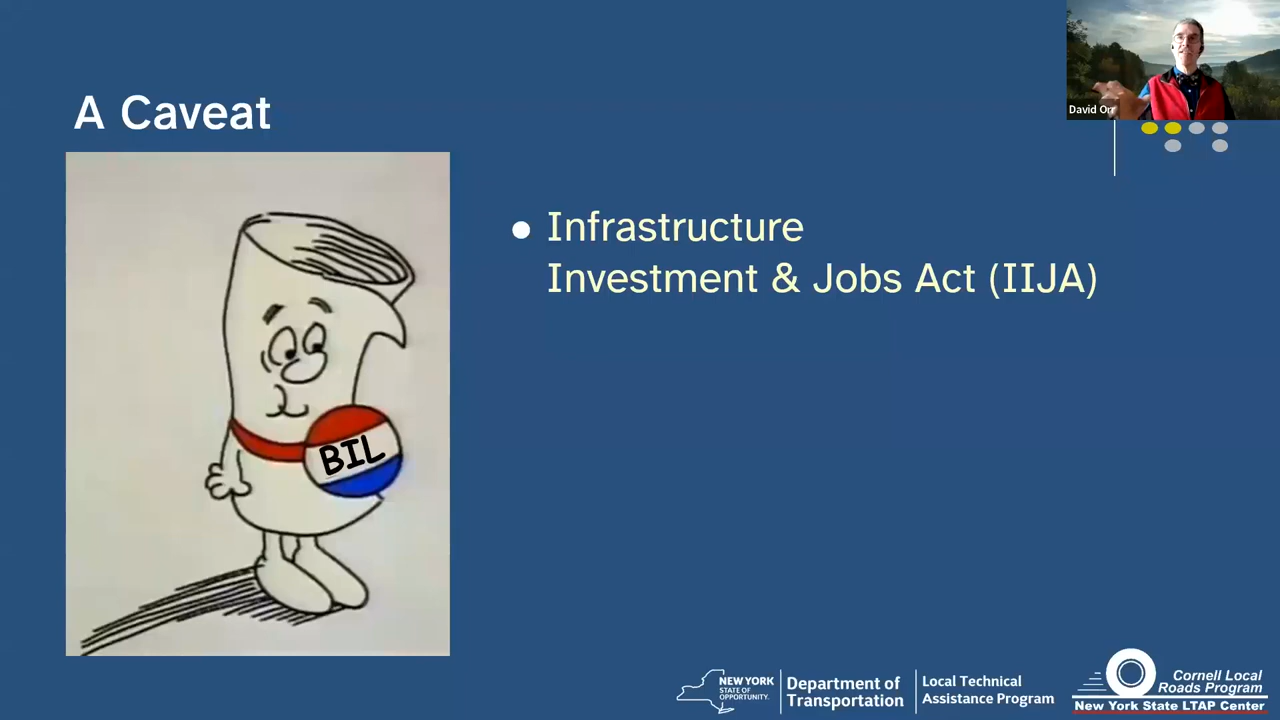 David Orr
A Caveat
Infrastructure
Investment & Jobs Act (IIJA)
BIL
NEW YORK
STATE OF
OPPORTUNITY.
Department of
Transportation
Local Technical
Assistance Program
Cornell Local
Roads Program
New York State LTAP Center